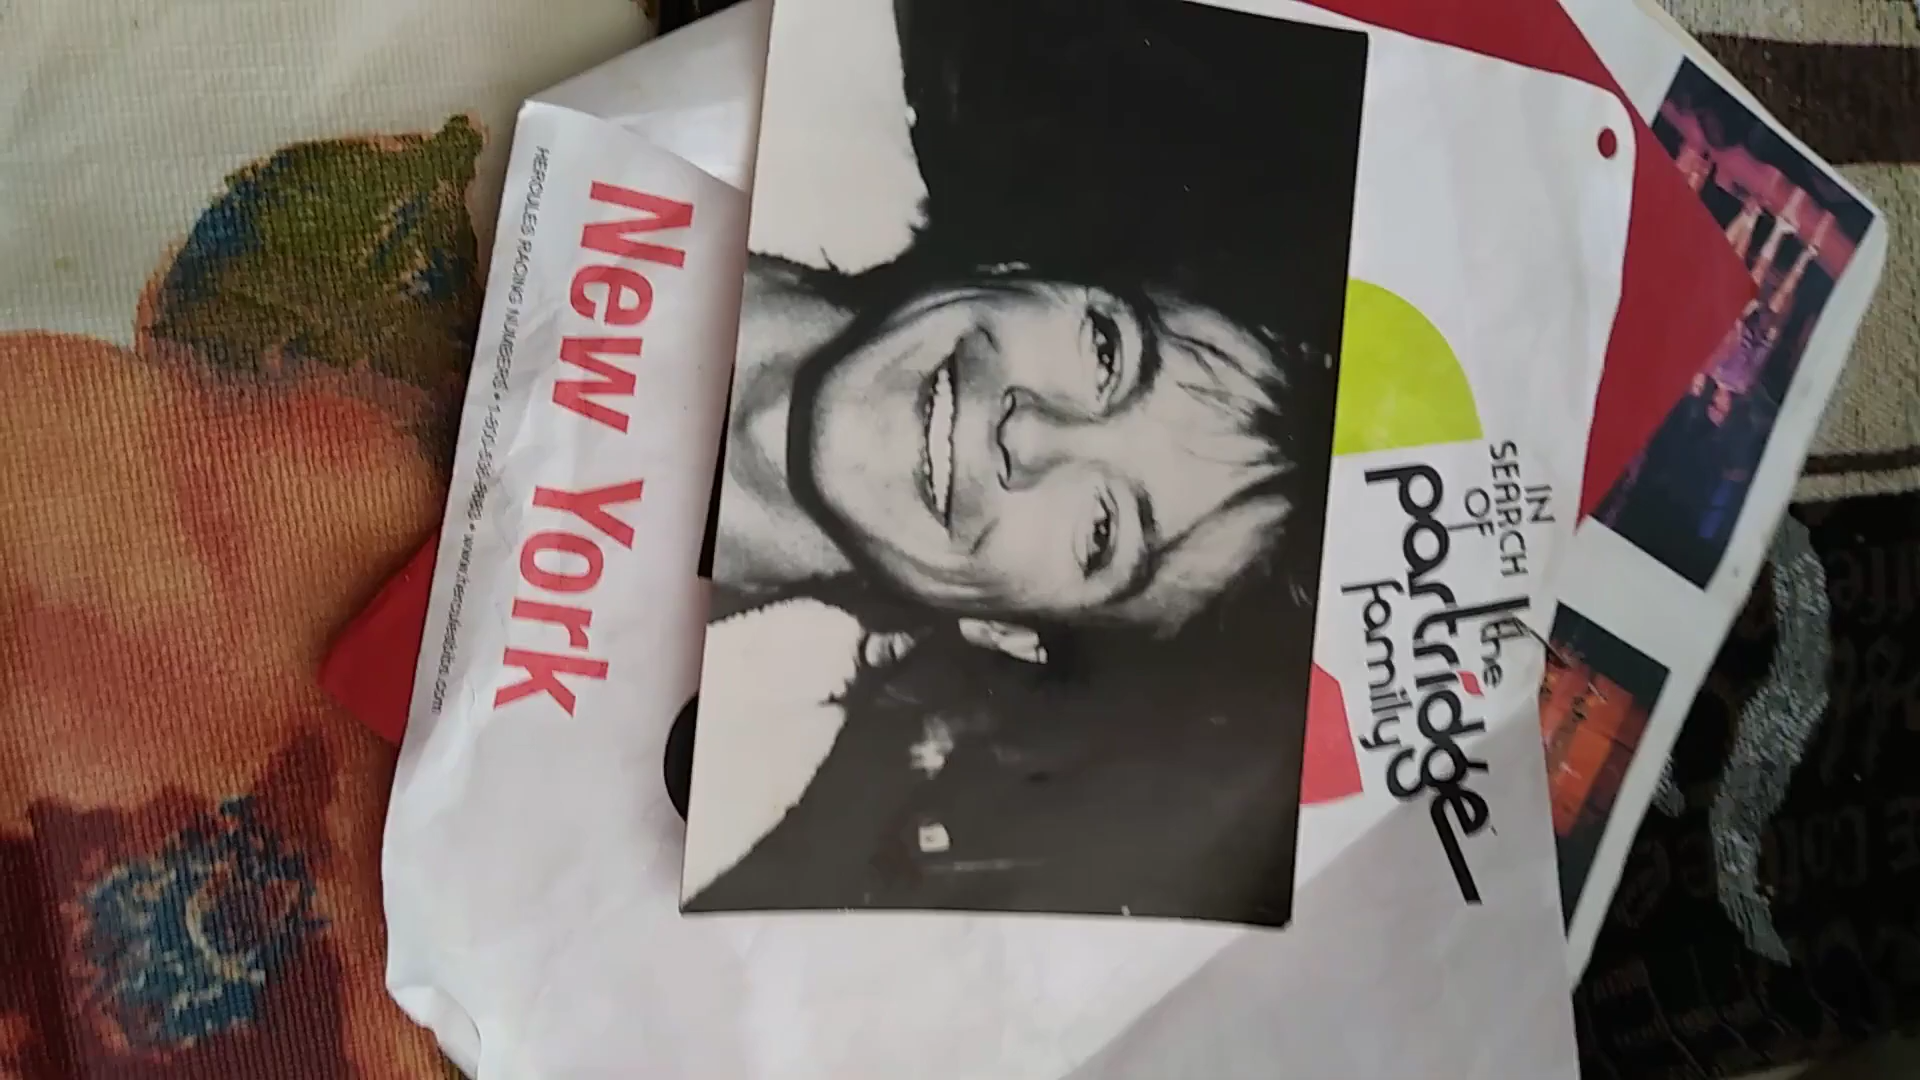 IN
SEARCH
OF
the
partridge
family
New York
HERCULES RACING NUMBERS • 1-800-